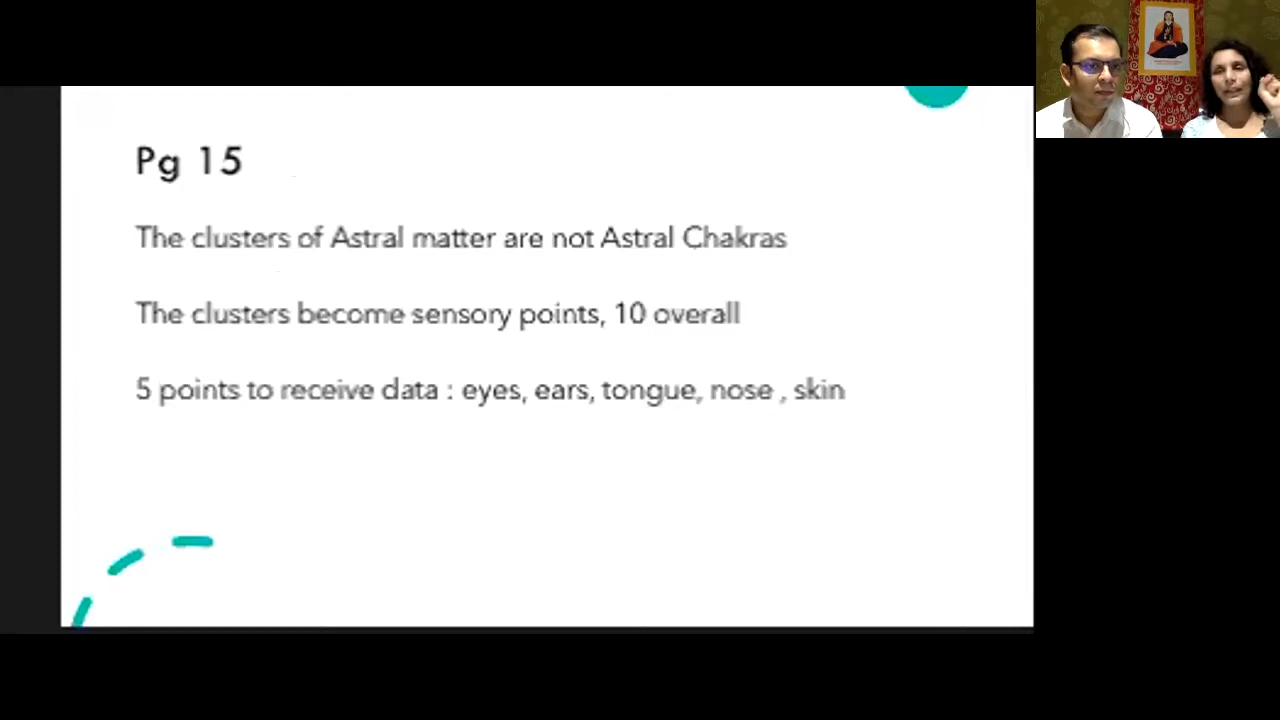 Pg 15
The clusters of Astral matter are not Astral Chakras
The clusters become sensory points, 10 overall
5 points to receive data : eyes, ears, tongue, nose , skin